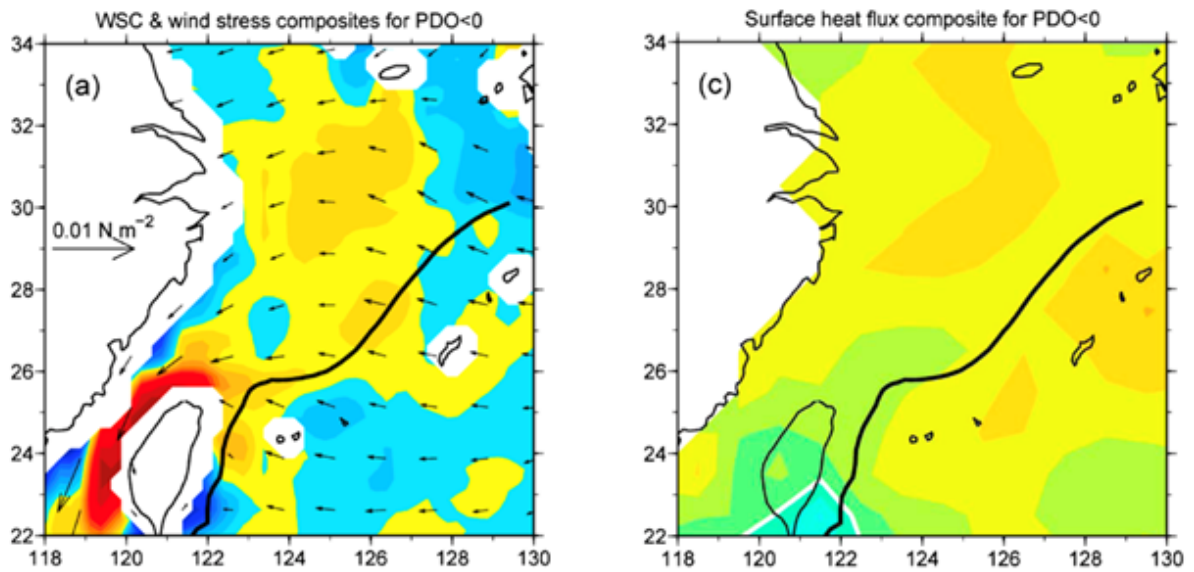 WSC & wind stress composites for PDO<0
(a)
0.01 N m⁻²
34
32
30
28
26
24
22
118 120 122 124 126 128 130
Surface heat flux composite for PDO<0
(c)
34
32
30
28
26
24
22
118 120 122 124 126 128 130